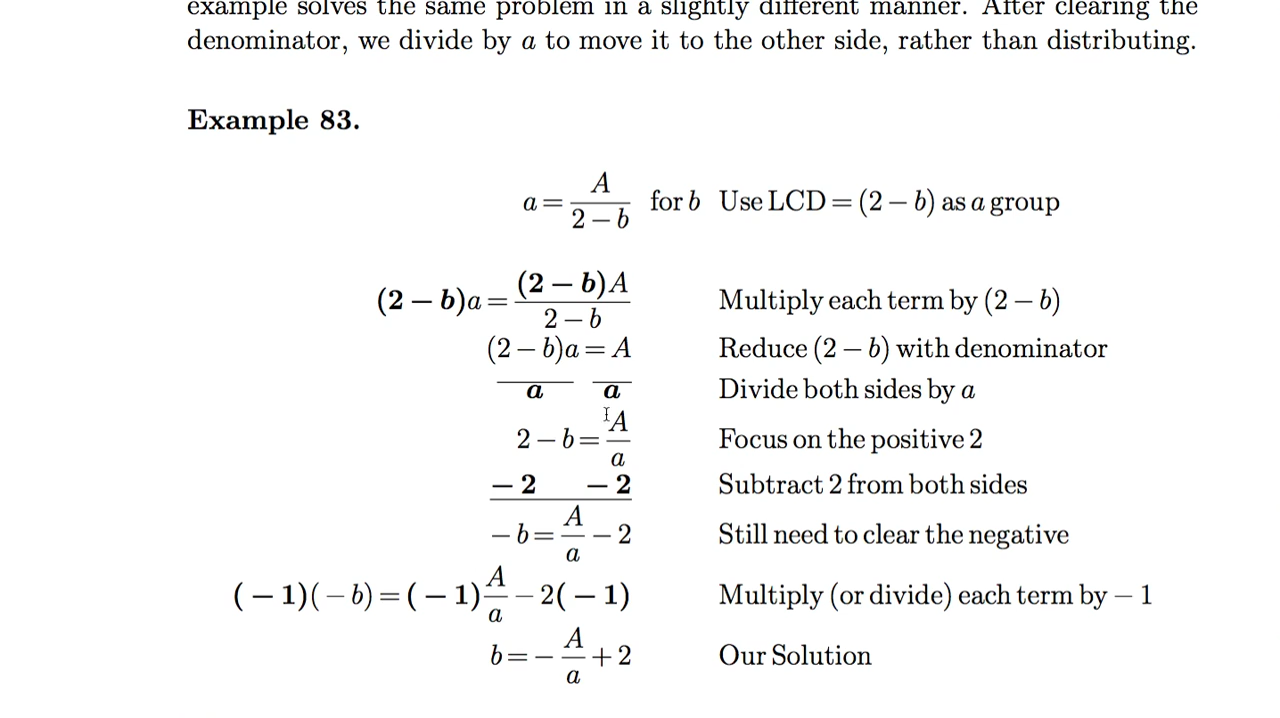 example solves the same problem in a slightly different manner. After clearing the
denominator, we divide by a to move it to the other side, rather than distributing.
Example 83.
a = A/(2 − b) for b Use LCD = (2 − b) as a group
(2 − b)a = (2 − b)A/(2 − b) Multiply each term by (2 − b)
(2 − b)a = A Reduce (2 − b) with denominator
a a Divide both sides by a
2 − b = A/a Focus on the positive 2
− 2 − 2 Subtract 2 from both sides
− b = A/a − 2 Still need to clear the negative
( − 1)( − b) = ( − 1)A/a − 2( − 1) Multiply (or divide) each term by − 1
b = − A/a + 2 Our Solution